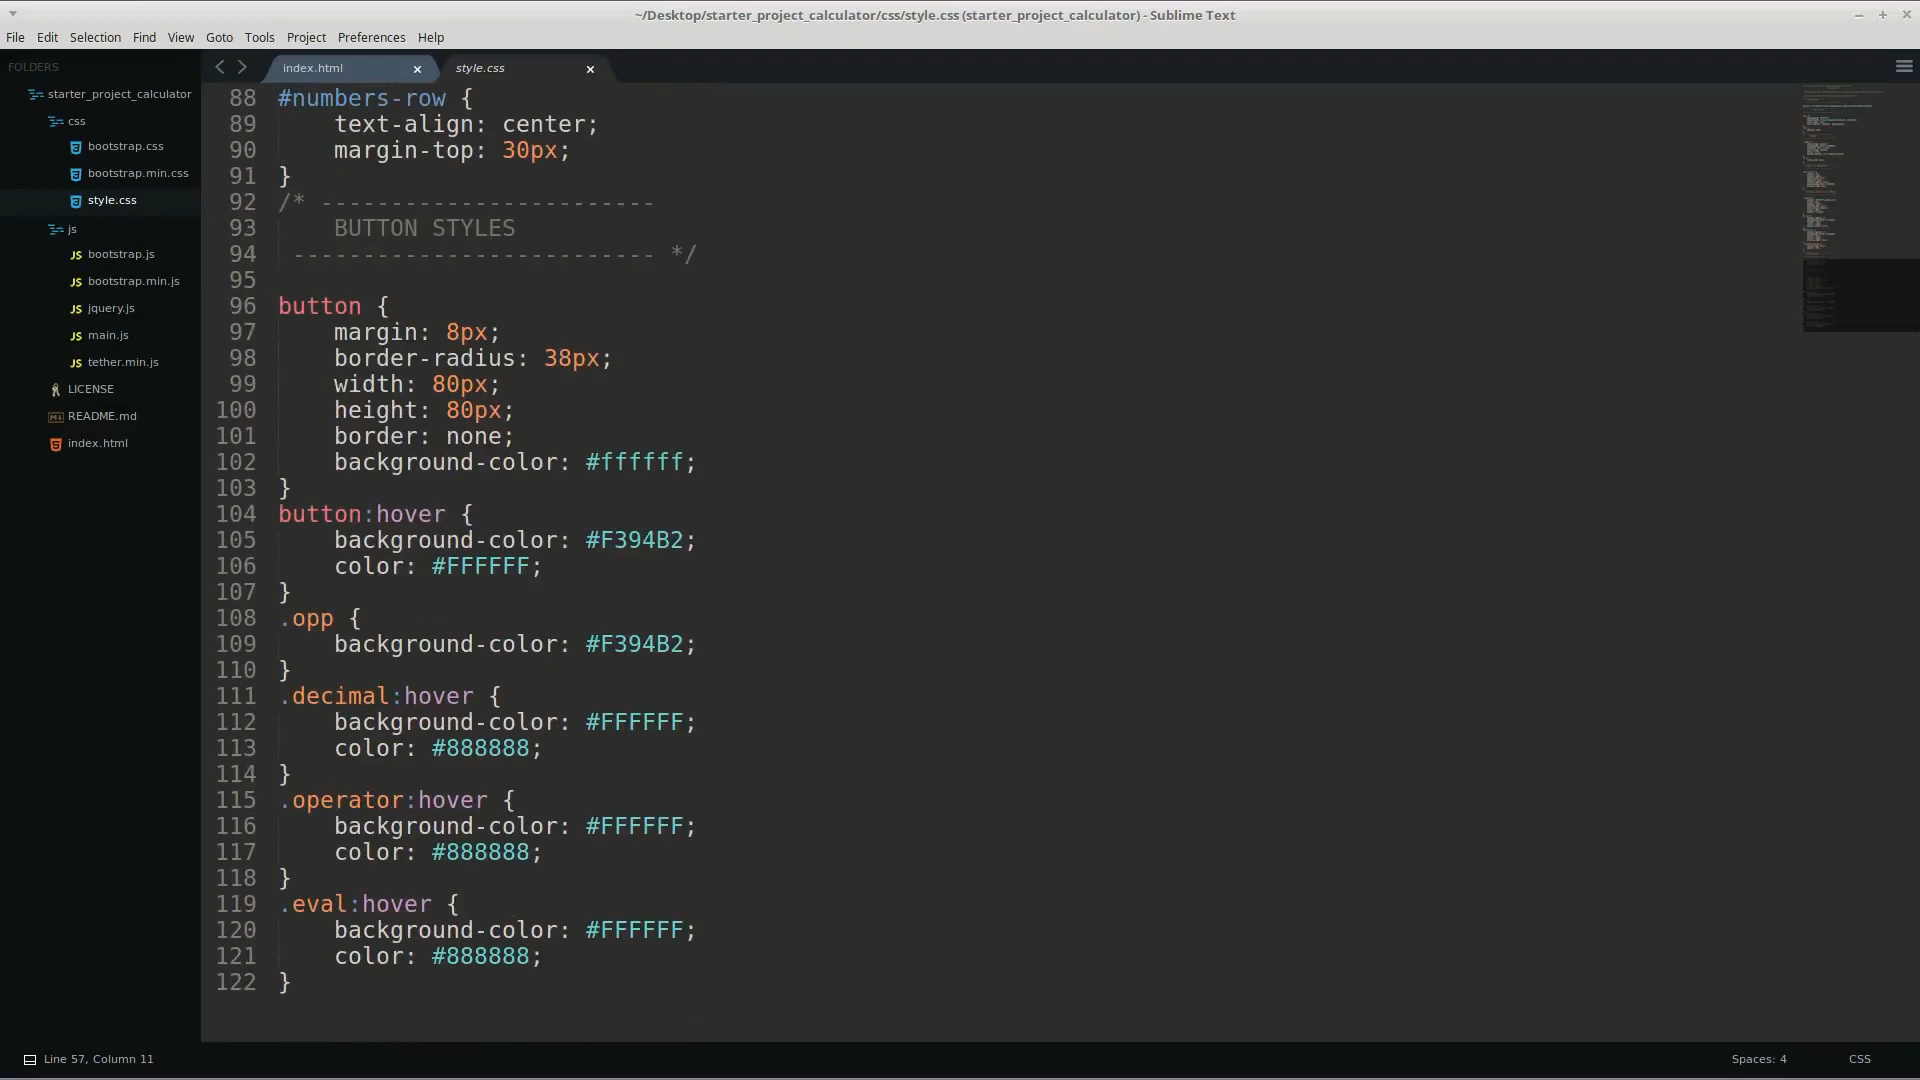 ~/Desktop/starter_project_calculator/css/style.css (starter_project_calculator) - Sublime Text
File Edit Selection Find View Goto Tools Project Preferences Help
FOLDERS
starter_project_calculator
css
bootstrap.css
bootstrap.min.css
style.css
js
bootstrap.js
bootstrap.min.js
jquery.js
main.js
tether.min.js
LICENSE
README.md
index.html
index.html × style.css ×
88 #numbers-row {
89     text-align: center;
90     margin-top: 30px;
91 }
92 /* ------------------------
93     BUTTON STYLES
94  -------------------------- */
95
96 button {
97     margin: 8px;
98     border-radius: 38px;
99     width: 80px;
100     height: 80px;
101     border: none;
102     background-color: #ffffff;
103 }
104 button:hover {
105     background-color: #F394B2;
106     color: #FFFFFF;
107 }
108 .opp {
109     background-color: #F394B2;
110 }
111 .decimal:hover {
112     background-color: #FFFFFF;
113     color: #888888;
114 }
115 .operator:hover {
116     background-color: #FFFFFF;
117     color: #888888;
118 }
119 .eval:hover {
120     background-color: #FFFFFF;
121     color: #888888;
122 }
Line 57, Column 11
Spaces: 4
CSS